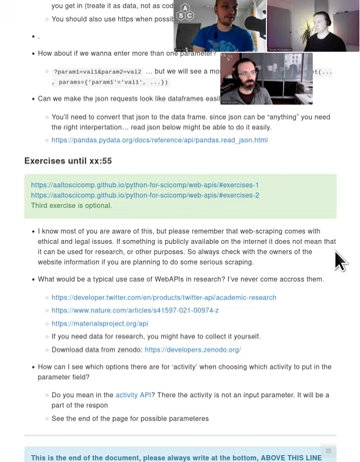 you get in (treate it as data, not as cod
You should also use https when possib
.
How about if we wanna enter more than one parameter?
?param1=val1&param2=val2 ... but we will see a mo
, params={'param1'='val1', ...})
Can we make the json requests look like dataframes easi
You'll need to convert that json to the data frame. since json can be "anything" you need
the right interpertation... read json below might be able to do it easily.
https://pandas.pydata.org/docs/reference/api/pandas.read_json.html
Exercises until xx:55
https://aaltoscicomp.github.io/python-for-scicomp/web-apis/#exercises-1
https://aaltoscicomp.github.io/python-for-scicomp/web-apis/#exercises-2
Third exercise is optional.
I know most of you are aware of this, but please remember that web-scraping comes with
ethical and legal issues. If something is publicly available on the internet it does not mean that
it can be used for research, or other purposes. So always check with the owners of the
website information if you are planning to do some serious scraping.
What would be a typical use case of WebAPIs in research? I've never come accross them.
https://developer.twitter.com/en/products/twitter-api/academic-research
https://www.nature.com/articles/s41597-021-00974-z
https://materialsproject.org/api
If you need data for research, you might have to collect it yourself.
Download data from zenodo: https://developers.zenodo.org/
How can I see which options there are for 'activity' when choosing which activity to put in the
parameter field?
Do you mean in the activity API? There the activity is not an input parameter. It will be a
part of the respon
See the end of the page for possible parameteres
This is the end of the document, please always write at the bottom, ABOVE THIS LINE